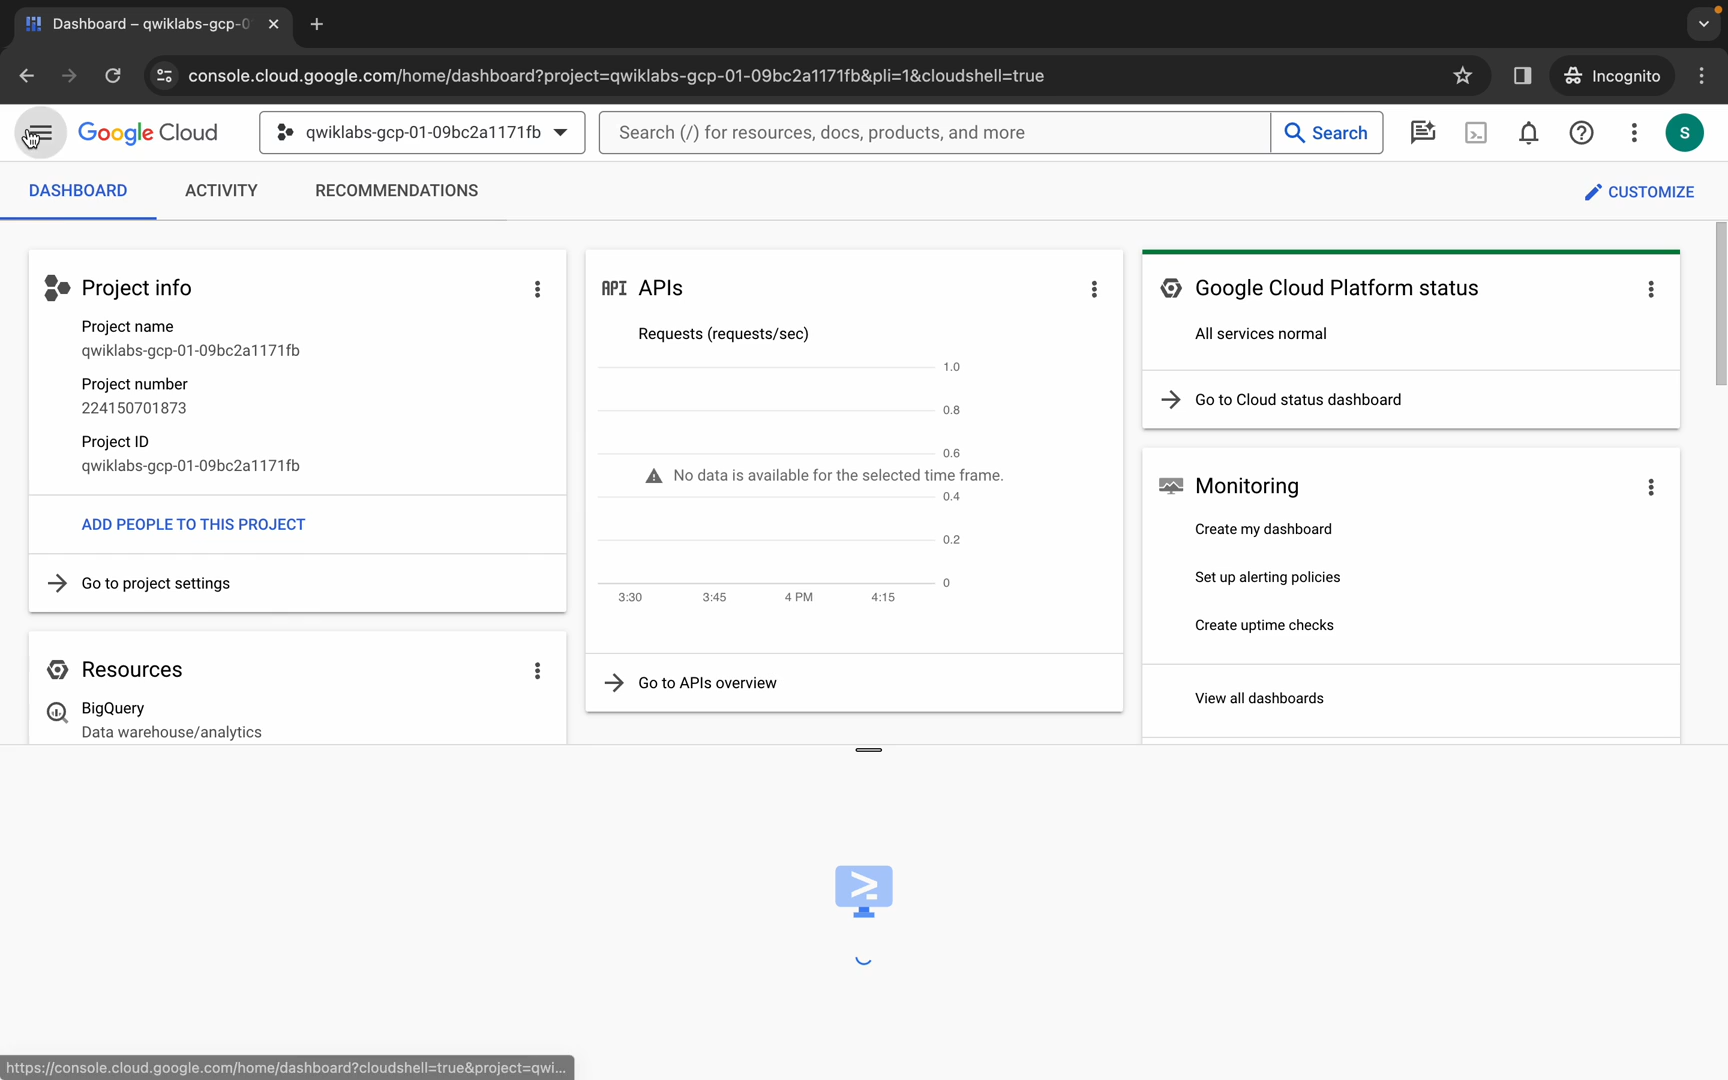 Dashboard – qwiklabs-gcp-0
console.cloud.google.com/home/dashboard?project=qwiklabs-gcp-01-09bc2a1171fb&pli=1&cloudshell=true
Incognito
Google Cloud
qwiklabs-gcp-01-09bc2a1171fb
Search (/) for resources, docs, products, and more
Search
S
DASHBOARD
ACTIVITY
RECOMMENDATIONS
CUSTOMIZE
Project info
Project name
qwiklabs-gcp-01-09bc2a1171fb
Project number
224150701873
Project ID
qwiklabs-gcp-01-09bc2a1171fb
ADD PEOPLE TO THIS PROJECT
Go to project settings
Resources
BigQuery
Data warehouse/analytics
API APIs
Requests (requests/sec)
1.0
0.8
0.6
No data is available for the selected time frame.
0.4
0.2
0
3:30 3:45 4 PM 4:15
Go to APIs overview
Google Cloud Platform status
All services normal
Go to Cloud status dashboard
Monitoring
Create my dashboard
Set up alerting policies
Create uptime checks
View all dashboards
https://console.cloud.google.com/home/dashboard?cloudshell=true&project=qwi...